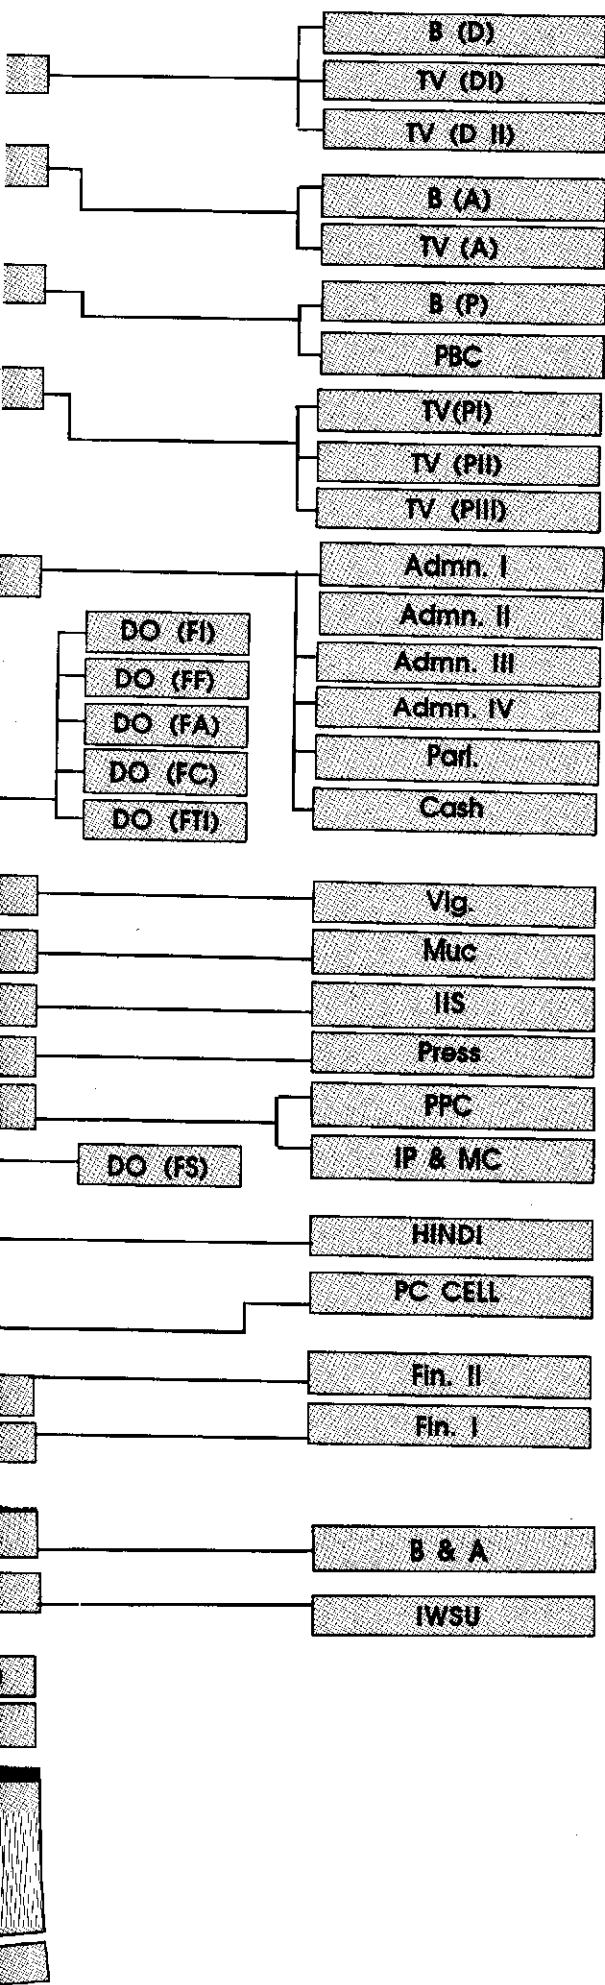 B (D)
TV (DI)
TV (D II)
B (A)
TV (A)
B (P)
PBC
TV(PI)
TV (PII)
TV (PIII)
Admn. I
Admn. II
Admn. III
Admn. IV
Parl.
Cash
DO (FI)
DO (FF)
DO (FA)
DO (FC)
DO (FTI)
Vig.
Muc
IIS
Press
PPC
IP & MC
DO (FS)
HINDI
PC CELL
Fin. II
Fin. I
B & A
IWSU